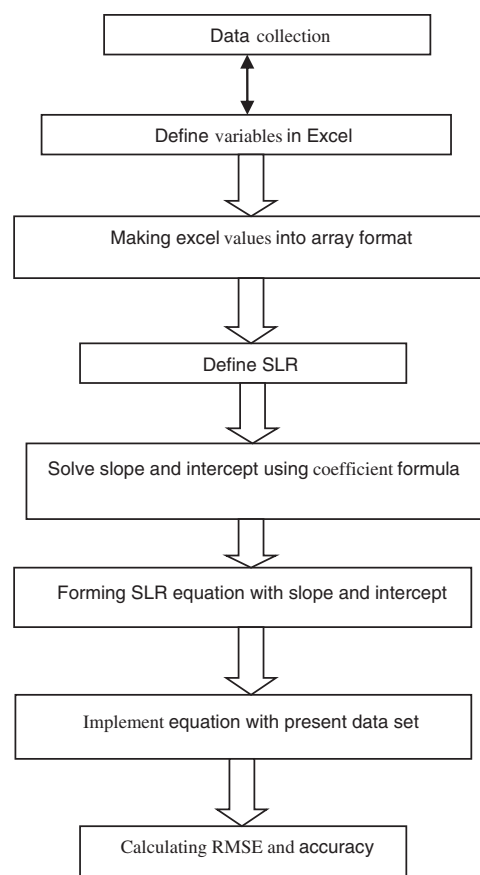 Data collection
Define variables in Excel
Making excel values into array format
Define SLR
Solve slope and intercept using coefficient formula
Forming SLR equation with slope and intercept
Implement equation with present data set
Calculating RMSE and accuracy